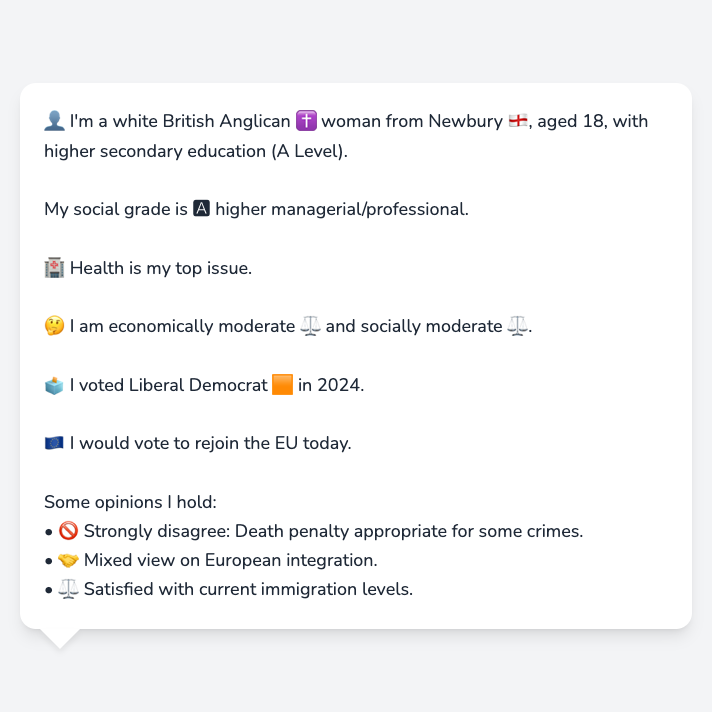 👤 I'm a white British Anglican ✝️ woman from Newbury 🏴󠁧󠁢󠁥󠁮󠁧󠁿, aged 18, with
higher secondary education (A Level).
My social grade is 🅰 higher managerial/professional.
🏥 Health is my top issue.
🤔 I am economically moderate ⚖️ and socially moderate ⚖️.
🗳️ I voted Liberal Democrat 🟧 in 2024.
🇪🇺 I would vote to rejoin the EU today.
Some opinions I hold:
• 🚫 Strongly disagree: Death penalty appropriate for some crimes.
• 🤝 Mixed view on European integration.
• ⚖️ Satisfied with current immigration levels.